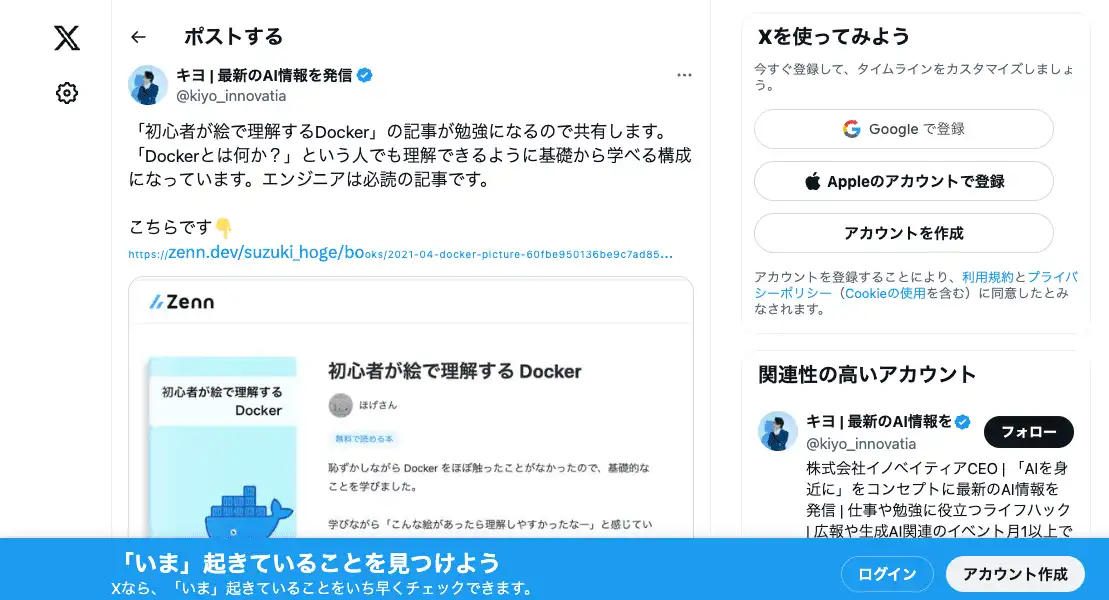 ポストする
キヨ | 最新のAI情報を発信
@kiyo_innovatia
「初心者が絵で理解するDocker」の記事が勉強になるので共有します。
「Dockerとは何か？」という人でも理解できるように基礎から学べる構成
になっています。エンジニアは必読の記事です。
こちらです👇
https://zenn.dev/suzuki_hoge/books/2021-04-docker-picture-60fbe950136be9c7ad85...
Zenn
初心者が絵で理解する
Docker
初心者が絵で理解する Docker
ほげさん
無料で読める本
恥ずかしながら Docker をほぼ触ったことがなかったので、基礎的な
ことを学びました。
学びながら「こんな絵があったら理解しやすかったなー」と感じてい
Xを使ってみよう
今すぐ登録して、タイムラインをカスタマイズしましょ
う。
Google で登録
Appleのアカウントで登録
アカウントを作成
アカウントを登録することにより、利用規約とプライバ
シーポリシー（Cookieの使用を含む）に同意したとみ
なされます。
関連性の高いアカウント
キヨ | 最新のAI情報を
@kiyo_innovatia
フォロー
株式会社イノベイティアCEO | 「AIを身
近に」をコンセプトに最新のAI情報を
発信 | 仕事や勉強に役立つライフハック
| 広報や生成AI関連のイベント月1以上で
「いま」起きていることを見つけよう
Xなら、「いま」起きていることをいち早くチェックできます。
ログイン
アカウント作成